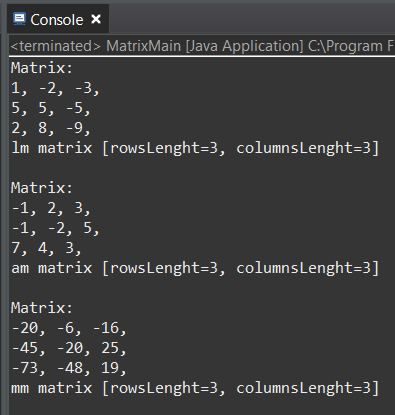 Console
<terminated> MatrixMain [Java Application] C:\Program F
Matrix:
1, -2, -3,
5, 5, -5,
2, 8, -9,
lm matrix [rowsLenght=3, columnsLenght=3]
Matrix:
-1, 2, 3,
-1, -2, 5,
7, 4, 3,
am matrix [rowsLenght=3, columnsLenght=3]
Matrix:
-20, -6, -16,
-45, -20, 25,
-73, -48, 19,
mm matrix [rowsLenght=3, columnsLenght=3]